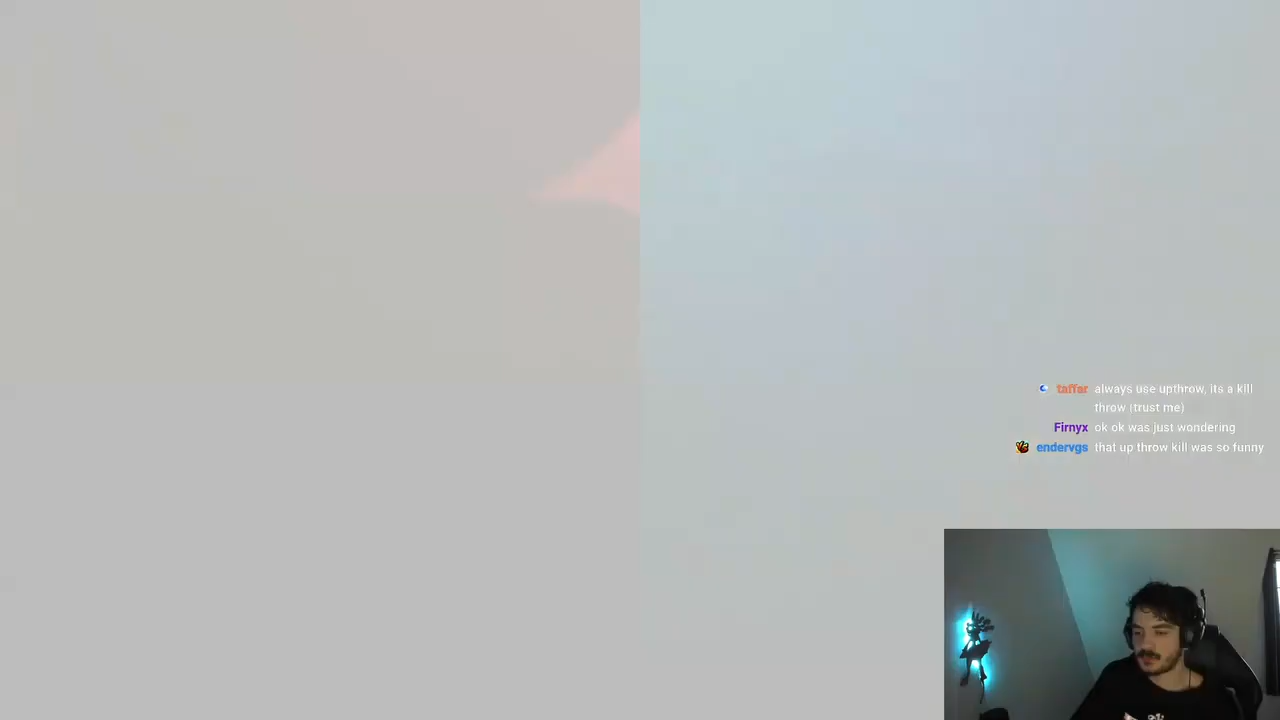 taffer always use upthrow, its a kill
throw (trust me)
Firnyx ok ok was just wondering
endervgs that up throw kill was so funny